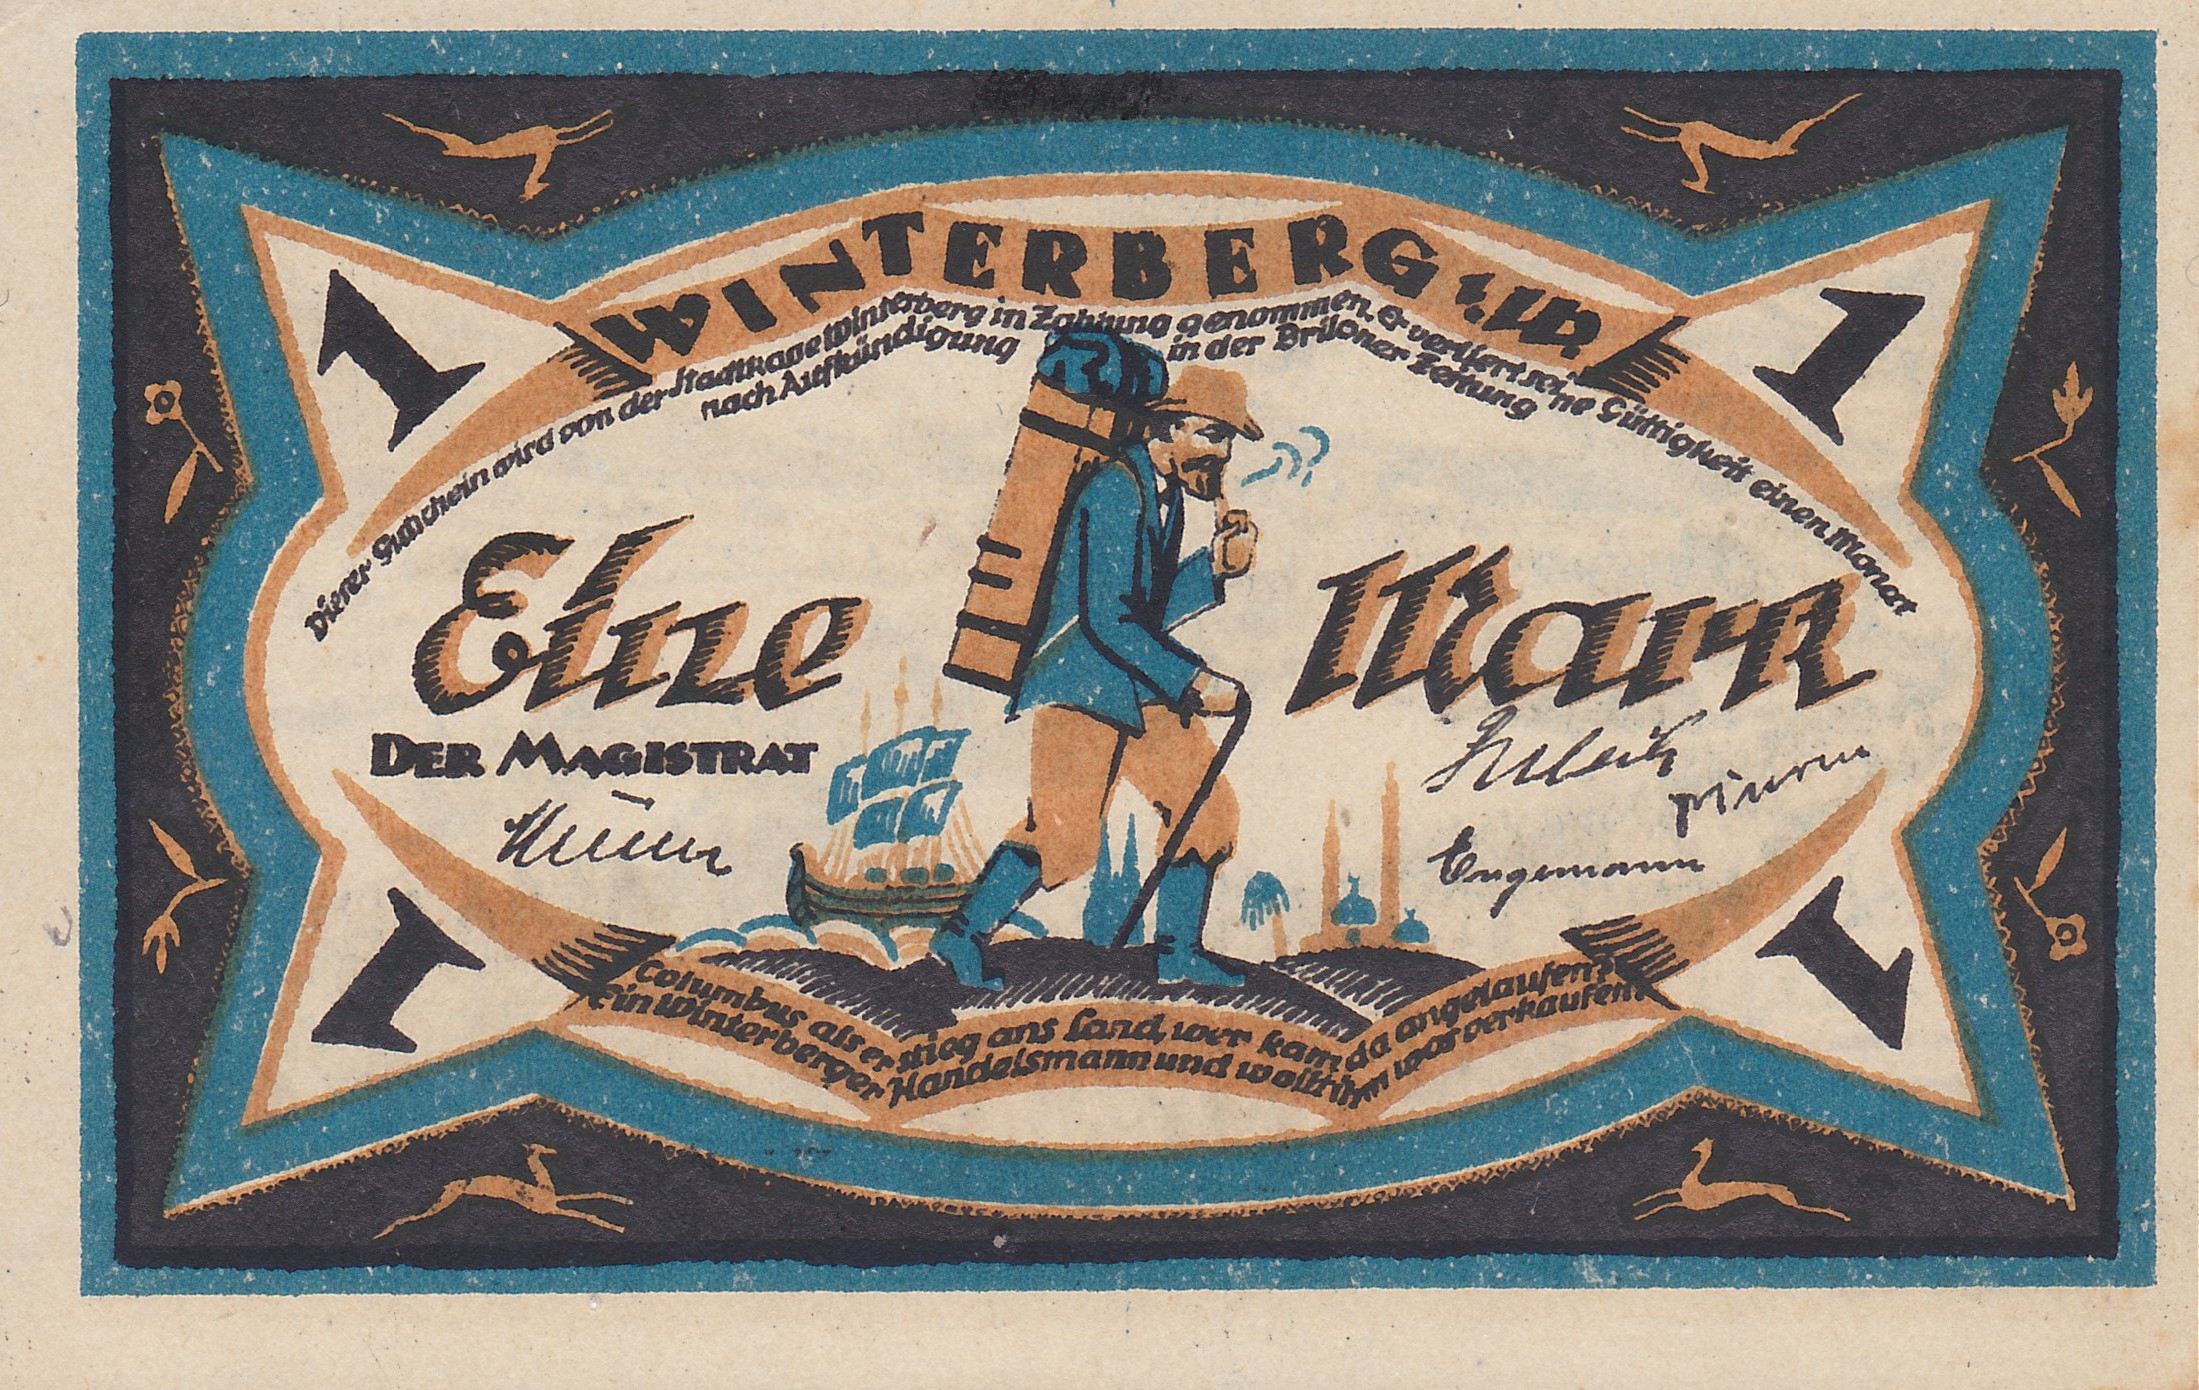 1
1
WINTERBERG i.W.
Dieser Gutschein wird von der Stadtkasse Winterberg in Zahlung genommen. Er verliert seine Gültigkeit einen Monat
nach Aufkündigung in der Briloner Zeitung
Eine Mark
DER MAGISTRAT
Engemann
1
1
Columbus als er stieg ans Land, wer kam da angelaufen?
Ein Winterberger Handelsmann und wollt ihm was verkaufen.